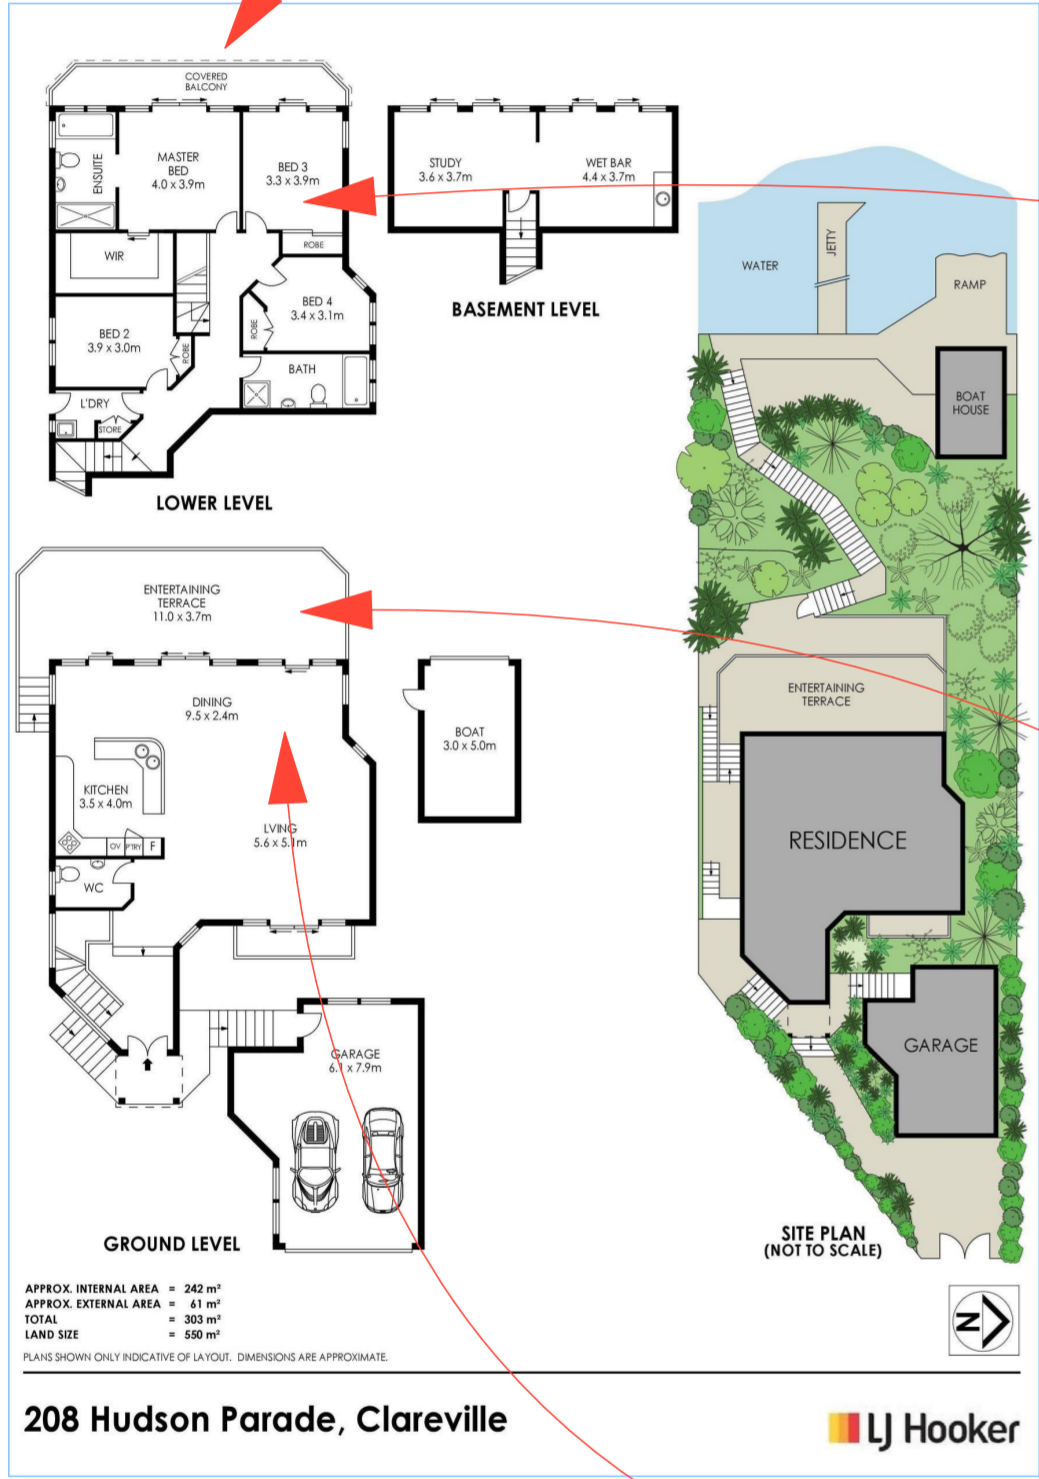 COVERED
BALCONY
ENSUITE
MASTER
BED
4.0 x 3.9m
BED 3
3.3 x 3.9m
WIR
ROBE
BED 4
3.4 x 3.1m
BED 2
3.9 x 3.0m
ROBE
ROBE
BATH
L'DRY
STORE
LOWER LEVEL
STUDY
3.6 x 3.7m
WET BAR
4.4 x 3.7m
BASEMENT LEVEL
ENTERTAINING
TERRACE
11.0 x 3.7m
DINING
9.5 x 2.4m
KITCHEN
3.5 x 4.0m
OV
P'TRY
F
LVING
5.6 x 5.1m
WC
BOAT
3.0 x 5.0m
GARAGE
6.1 x 7.9m
GROUND LEVEL
WATER
JETTY
RAMP
BOAT
HOUSE
ENTERTAINING
TERRACE
RESIDENCE
GARAGE
SITE PLAN
(NOT TO SCALE)
APPROX. INTERNAL AREA = 242 m²
APPROX. EXTERNAL AREA = 61 m²
TOTAL = 303 m²
LAND SIZE = 550 m²
PLANS SHOWN ONLY INDICATIVE OF LAYOUT. DIMENSIONS ARE APPROXIMATE.
N
208 Hudson Parade, Clareville
LJ Hooker